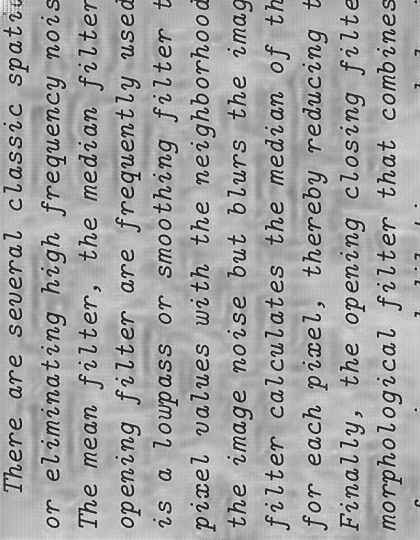 There are several classic spati
or eliminating high frequency nois
The mean filter, the median filter
opening filter are frequently used
is a lowpass or smoothing filter t
pixel values with the neighborhood
the image noise but blurs the imag
filter calculates the median of th
for each pixel, thereby reducing t
Finally, the opening closing filte
morphological filter that combines